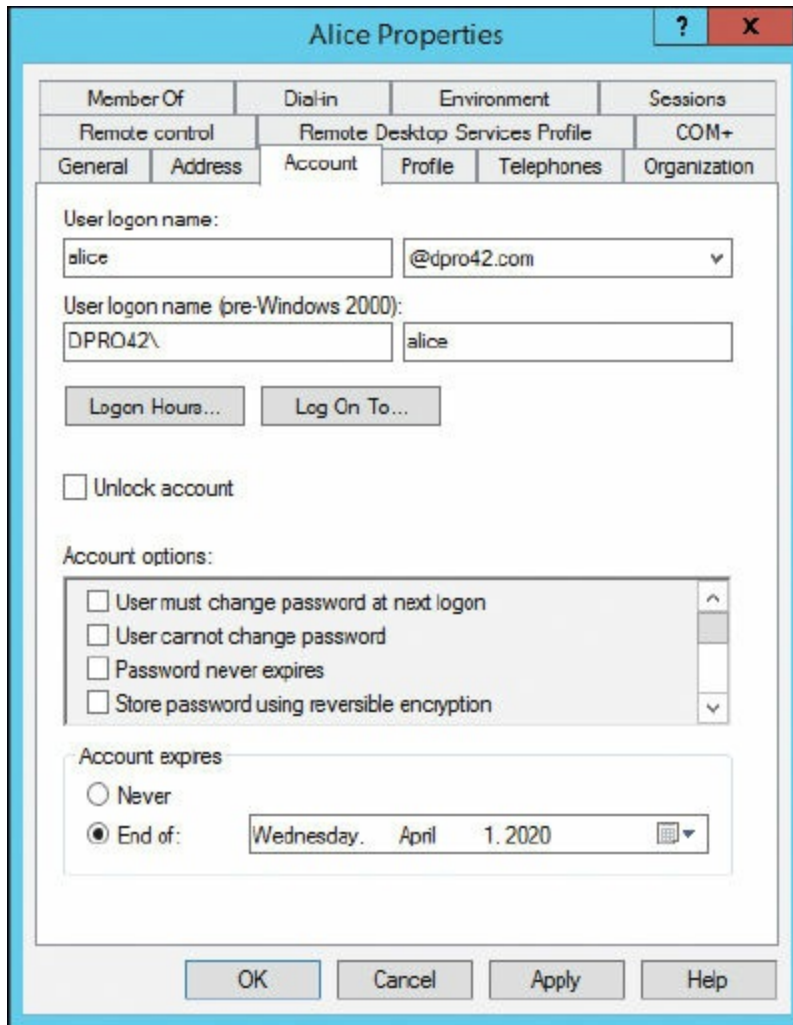 Alice Properties
? x
Member Of Dial-in Environment Sessions
Remote control Remote Desktop Services Profile COM+
General Address Account Profile Telephones Organization
User logon name:
alice @dpro42.com
User logon name (pre-Windows 2000):
DPRO42\ alice
Logon Hours... Log On To...
Unlock account
Account options:
User must change password at next logon
User cannot change password
Password never expires
Store password using reversible encryption
Account expires
Never
End of: Wednesday, April 1, 2020
OK Cancel Apply Help